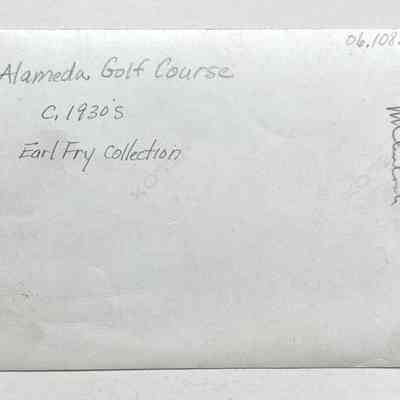 06.108.
Alameda Golf Course
C. 1930's
Earl Fry Collection